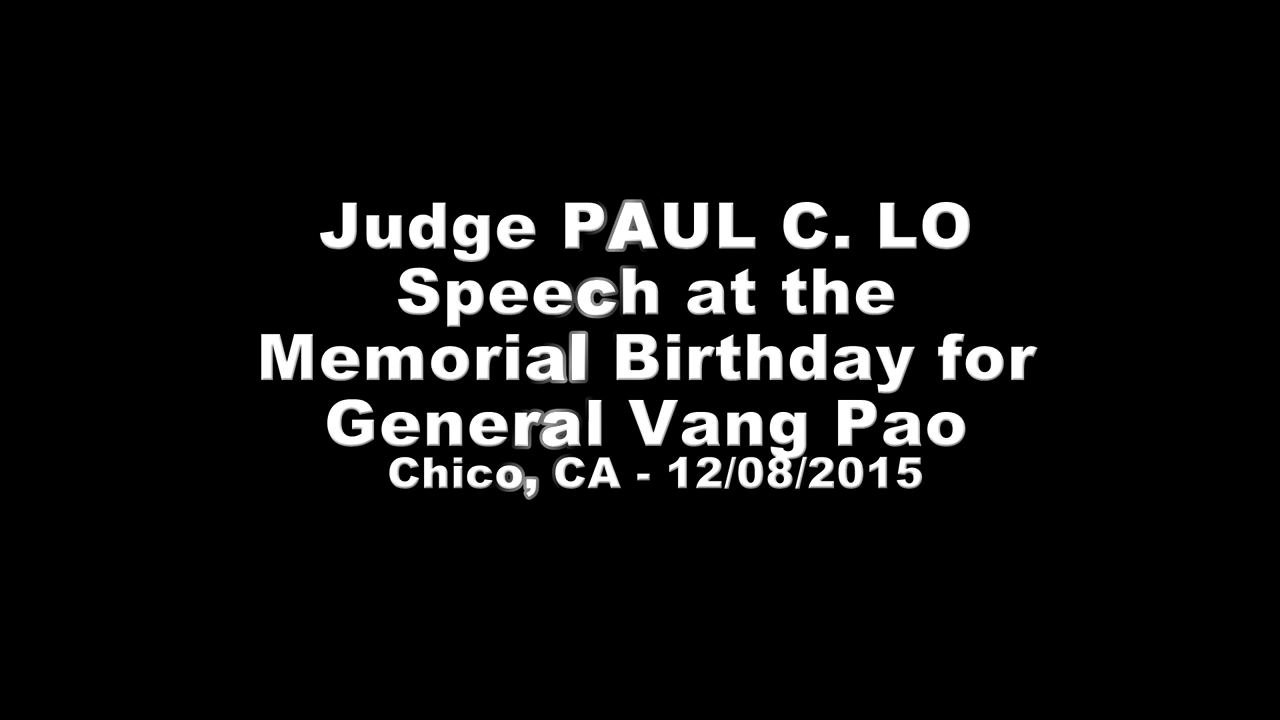 Judge PAUL C. LO
Speech at the
Memorial Birthday for
General Vang Pao
Chico, CA - 12/08/2015